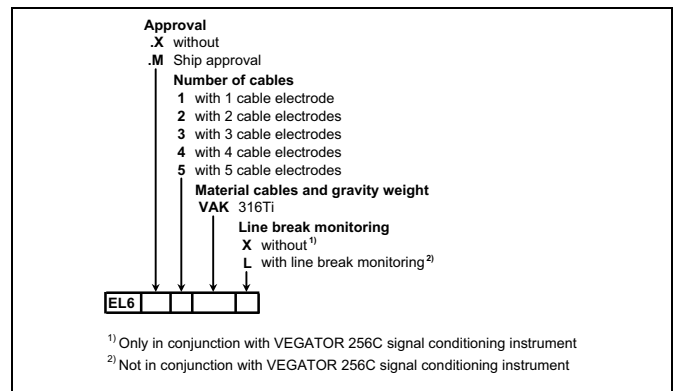 Approval
.X without
.M Ship approval
Number of cables
1 with 1 cable electrode
2 with 2 cable electrodes
3 with 3 cable electrodes
4 with 4 cable electrodes
5 with 5 cable electrodes
Material cables and gravity weight
VAK 316Ti
Line break monitoring
X without 1)
L with line break monitoring 2)
EL6
1) Only in conjunction with VEGATOR 256C signal conditioning instrument
2) Not in conjunction with VEGATOR 256C signal conditioning instrument